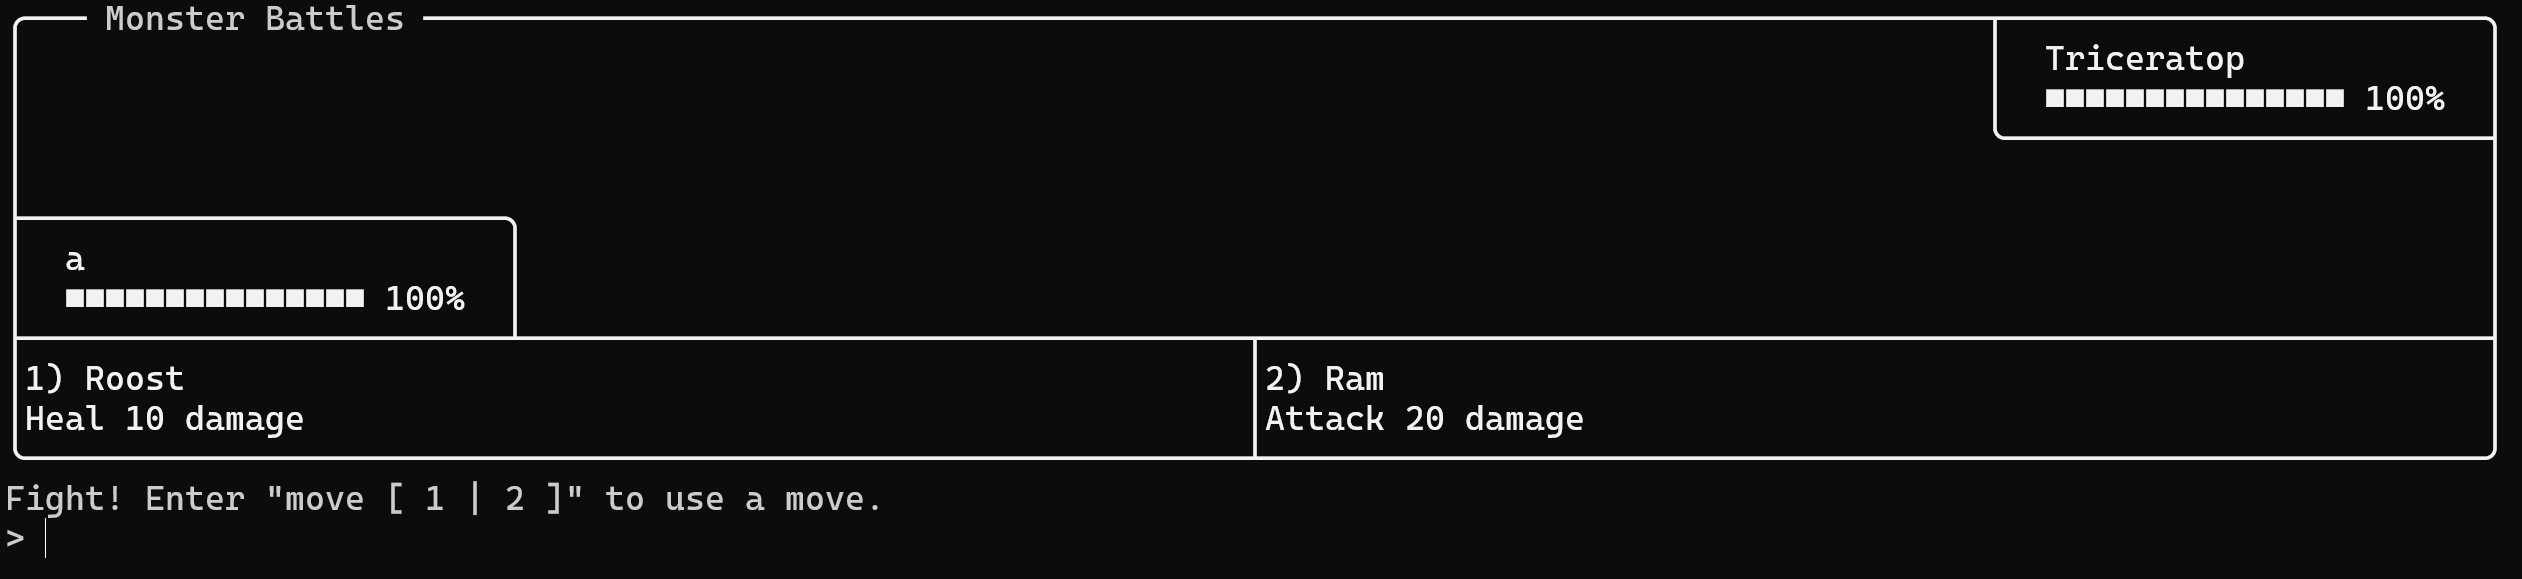 Monster Battles
Triceratop
100%
a
100%
1) Roost
Heal 10 damage
2) Ram
Attack 20 damage
Fight! Enter "move [ 1 | 2 ]" to use a move.
>